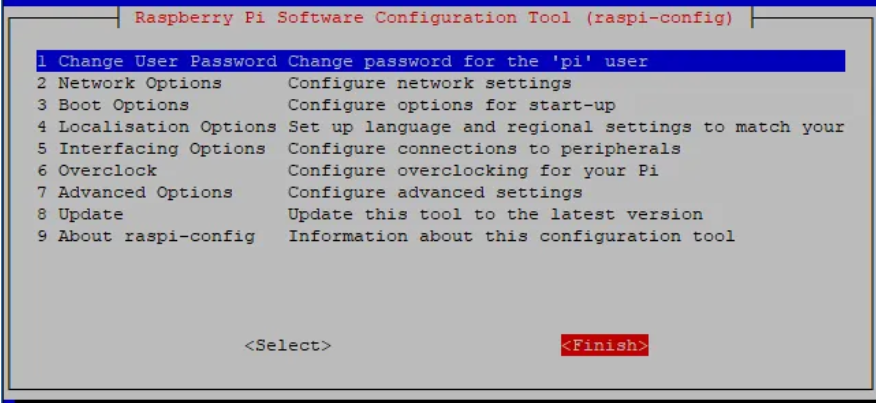 Raspberry Pi Software Configuration Tool (raspi-config)
1 Change User Password Change password for the 'pi' user
2 Network Options Configure network settings
3 Boot Options Configure options for start-up
4 Localisation Options Set up language and regional settings to match your
5 Interfacing Options Configure connections to peripherals
6 Overclock Configure overclocking for your Pi
7 Advanced Options Configure advanced settings
8 Update Update this tool to the latest version
9 About raspi-config Information about this configuration tool
<Select> <Finish>